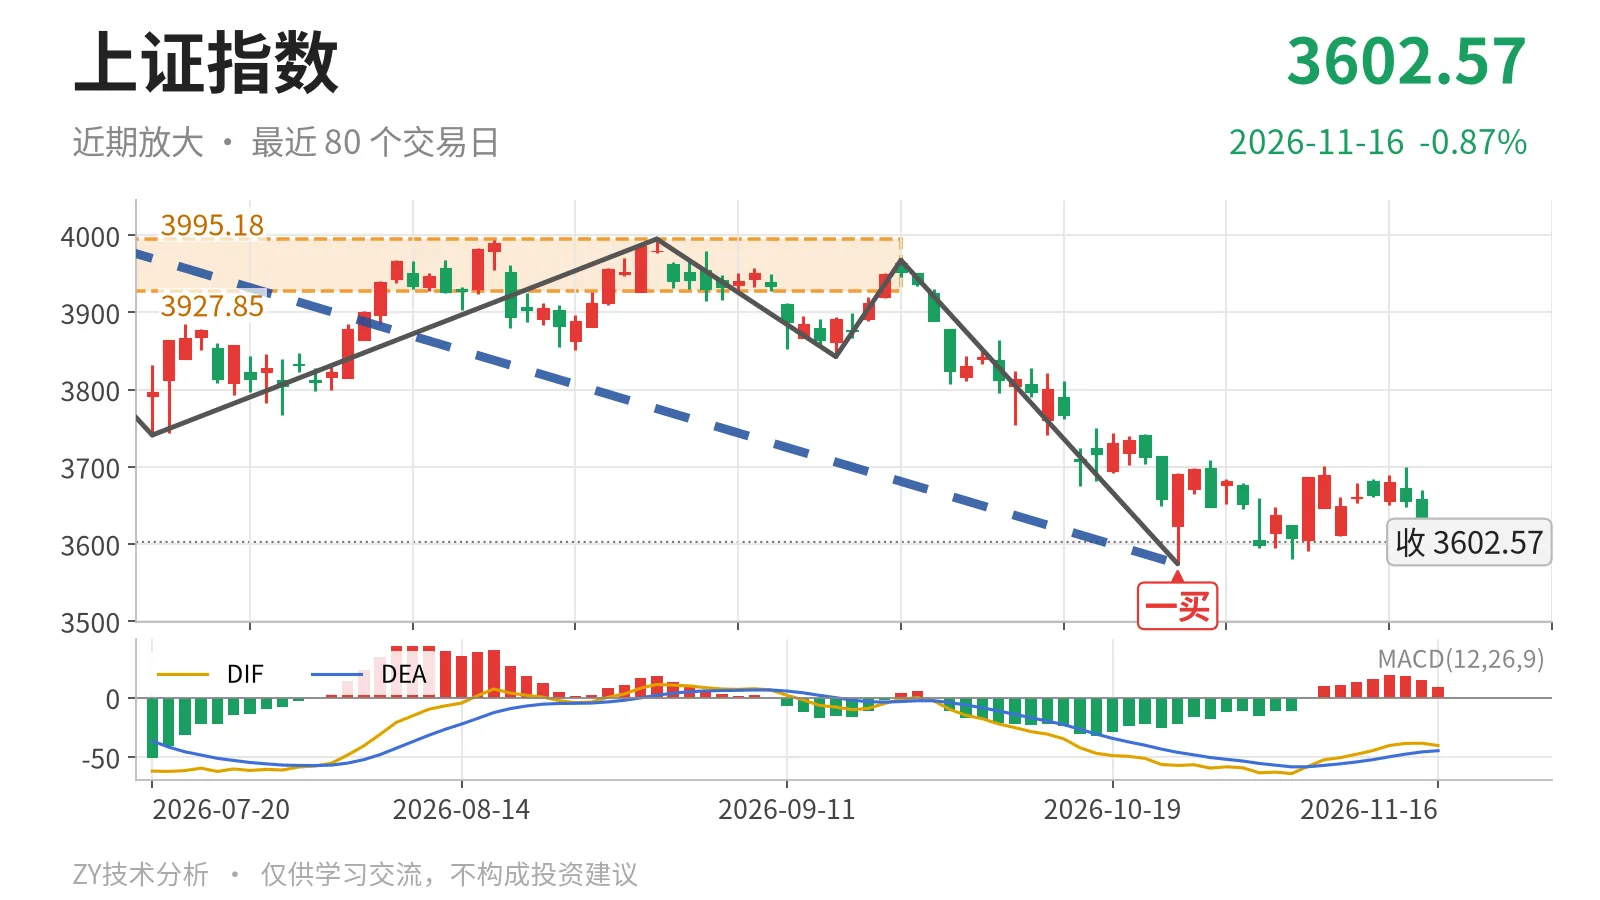 上证指数
3602.57
近期放大 · 最近 80 个交易日
2026-11-16 -0.87%
3995.18
4000
3927.85
3900
3800
3700
3600
收 3602.57
一买
3500
DIF
DEA
MACD(12,26,9)
0
-50
2026-07-20
2026-08-14
2026-09-11
2026-10-19
2026-11-16
ZY技术分析 · 仅供学习交流，不构成投资建议